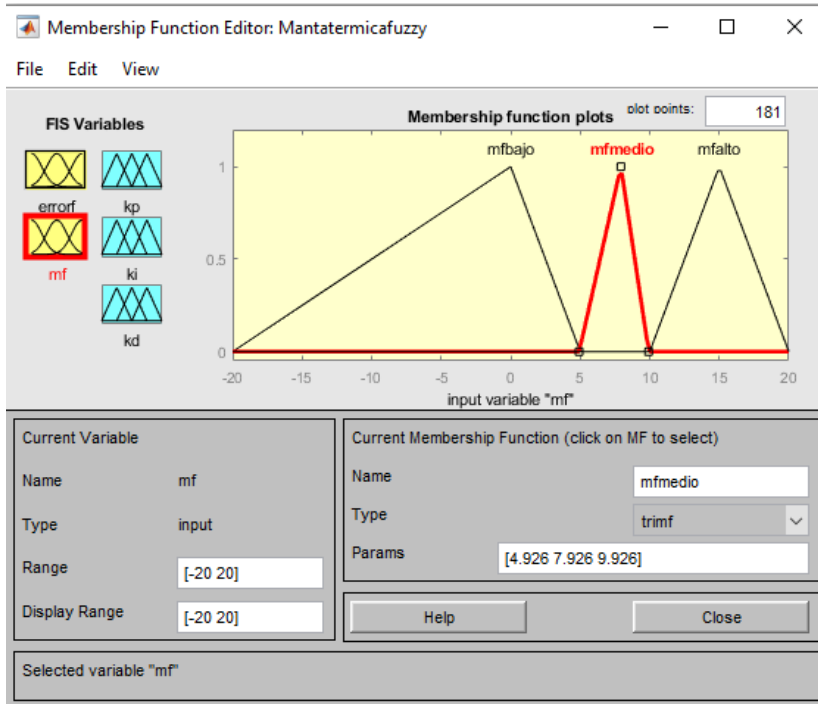 Membership Function Editor: Mantatermicafuzzy
File Edit View
FIS Variables
errorf kp
mf ki
kd
Membership function plots plot points: 181
mfbajo mfmedio mfalto
1
0.5
0
-20 -15 -10 -5 0 5 10 15 20
input variable "mf"
Current Variable
Name mf
Type input
Range [-20 20]
Display Range [-20 20]
Current Membership Function (click on MF to select)
Name mfmedio
Type trimf
Params [4.926 7.926 9.926]
Help Close
Selected variable "mf"